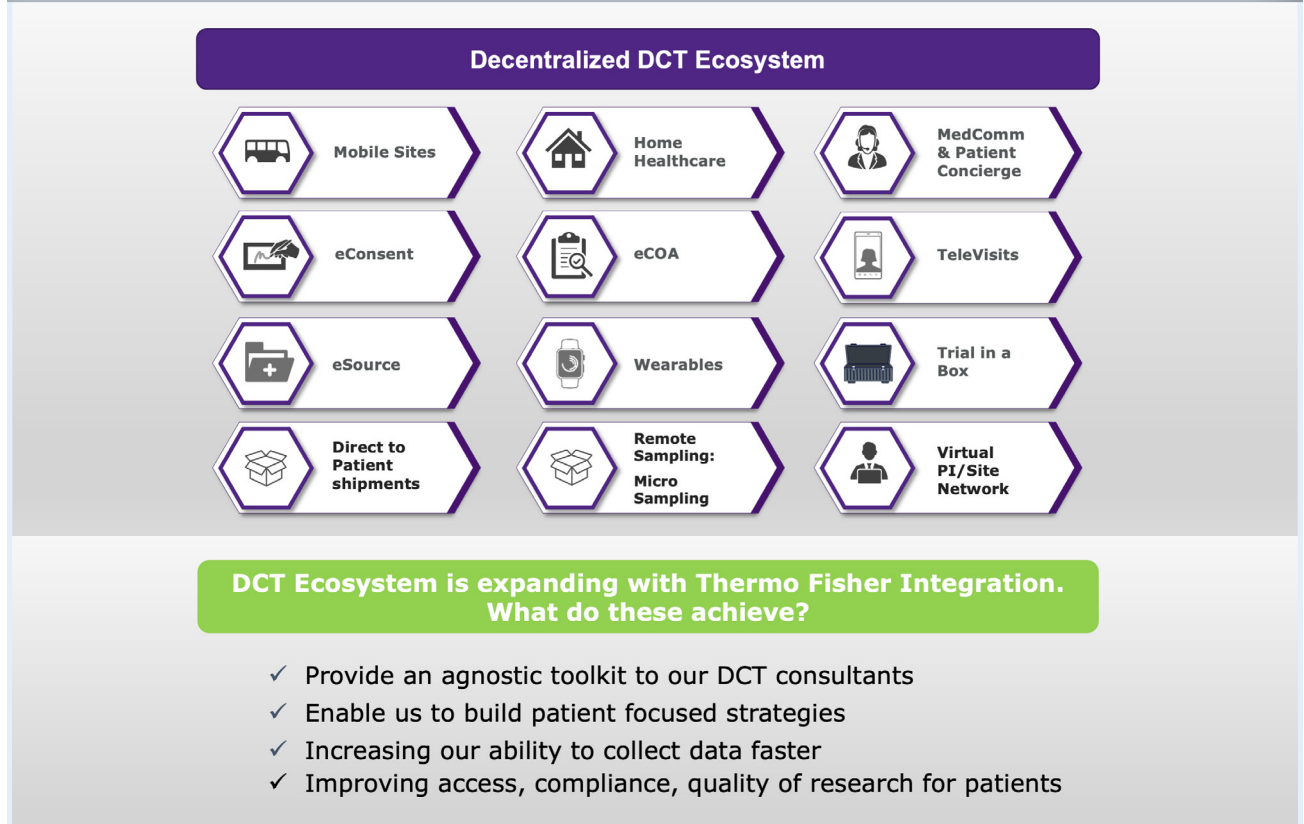 Decentralized DCT Ecosystem
Mobile Sites
Home
Healthcare
MedComm
& Patient
Concierge
eConsent
eCOA
TeleVisits
eSource
Wearables
Trial in a
Box
Direct to
Patient
shipments
Remote
Sampling:
Micro
Sampling
Virtual
PI/Site
Network
DCT Ecosystem is expanding with Thermo Fisher Integration.
What do these achieve?
✓ Provide an agnostic toolkit to our DCT consultants
✓ Enable us to build patient focused strategies
✓ Increasing our ability to collect data faster
✓ Improving access, compliance, quality of research for patients